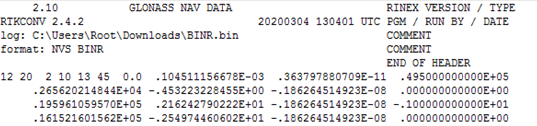 2.10 GLONASS NAV DATA RINEX VERSION / TYPE
RTKCONV 2.4.2 20200304 130401 UTC PGM / RUN BY / DATE
log: C:\Users\Root\Downloads\BINR.bin COMMENT
format: NVS BINR COMMENT
END OF HEADER
12 20 2 10 13 45 0.0 .104511156678E-03 .363797880709E-11 .495000000000E+05
.265620214844E+04 -.453223228455E+00 -.186264514923E-08 .000000000000E+00
.195961059570E+05 .216242790222E+01 -.186264514923E-08 -.100000000000E+01
.161521601562E+05 -.254974460602E+01 -.186264514923E-08 .000000000000E+00